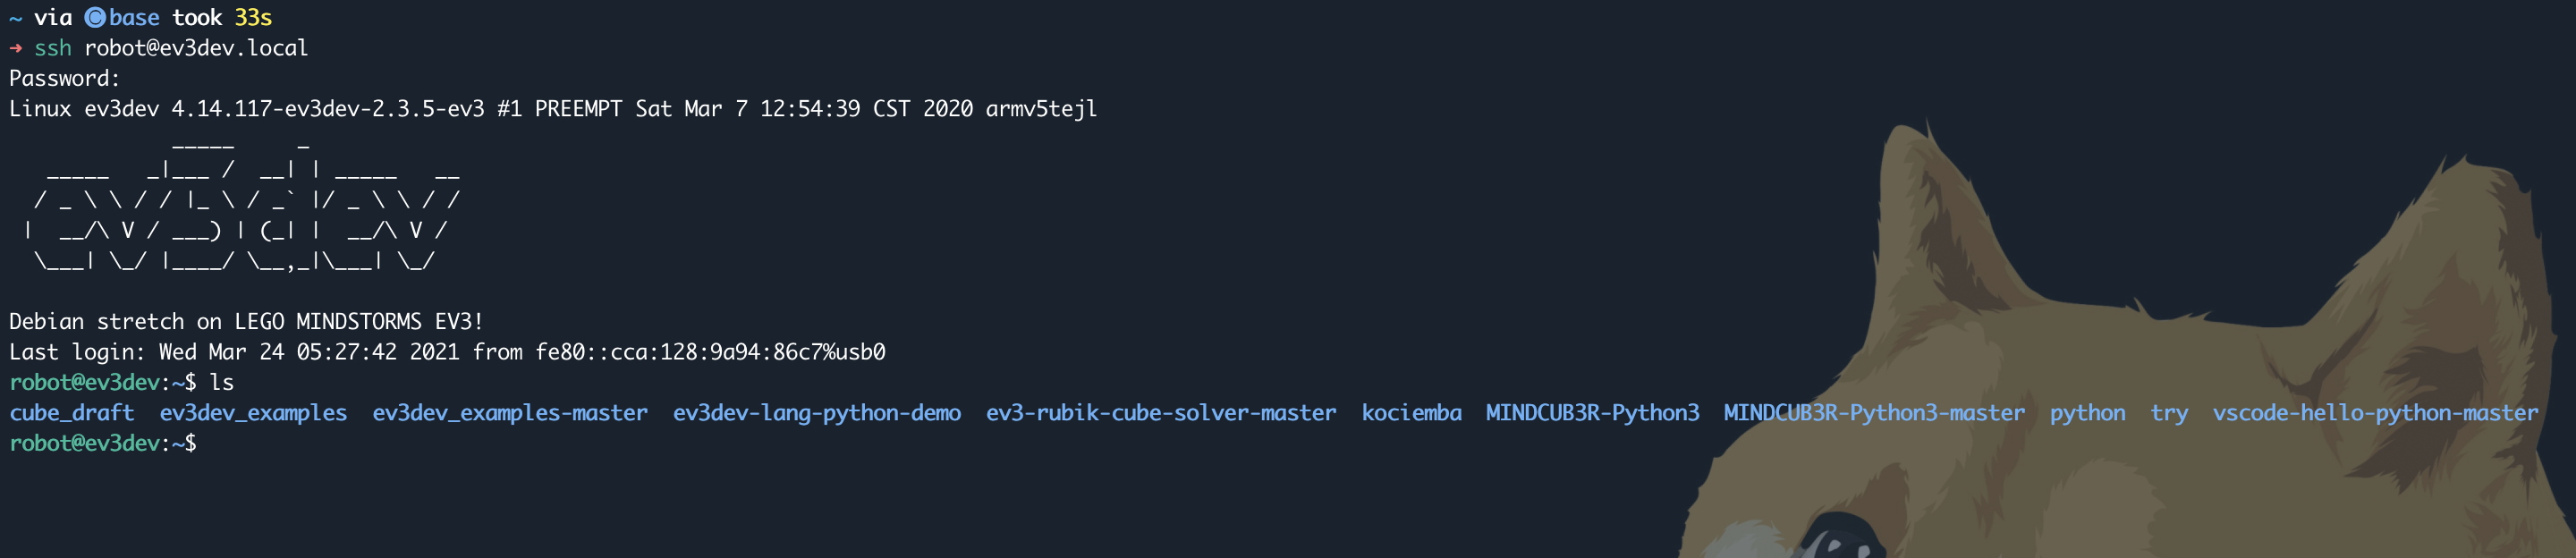 ~ via ©base took 33s
➜ ssh robot@ev3dev.local
Password:
Linux ev3dev 4.14.117-ev3dev-2.3.5-ev3 #1 PREEMPT Sat Mar 7 12:54:39 CST 2020 armv5tejl
             _____     _
   _____   _|___ /  __| | _____   __
  / _ \ \ / / |_ \ / _` |/ _ \ \ / /
 |  __/\ V / ___) | (_| |  __/\ V /
  \___| \_/ |____/ \__,_|\___| \_/
Debian stretch on LEGO MINDSTORMS EV3!
Last login: Wed Mar 24 05:27:42 2021 from fe80::cca:128:9a94:86c7%usb0
robot@ev3dev:~$ ls
cube_draft  ev3dev_examples  ev3dev_examples-master  ev3dev-lang-python-demo  ev3-rubik-cube-solver-master  kociemba  MINDCUB3R-Python3  MINDCUB3R-Python3-master  python  try  vscode-hello-python-master
robot@ev3dev:~$